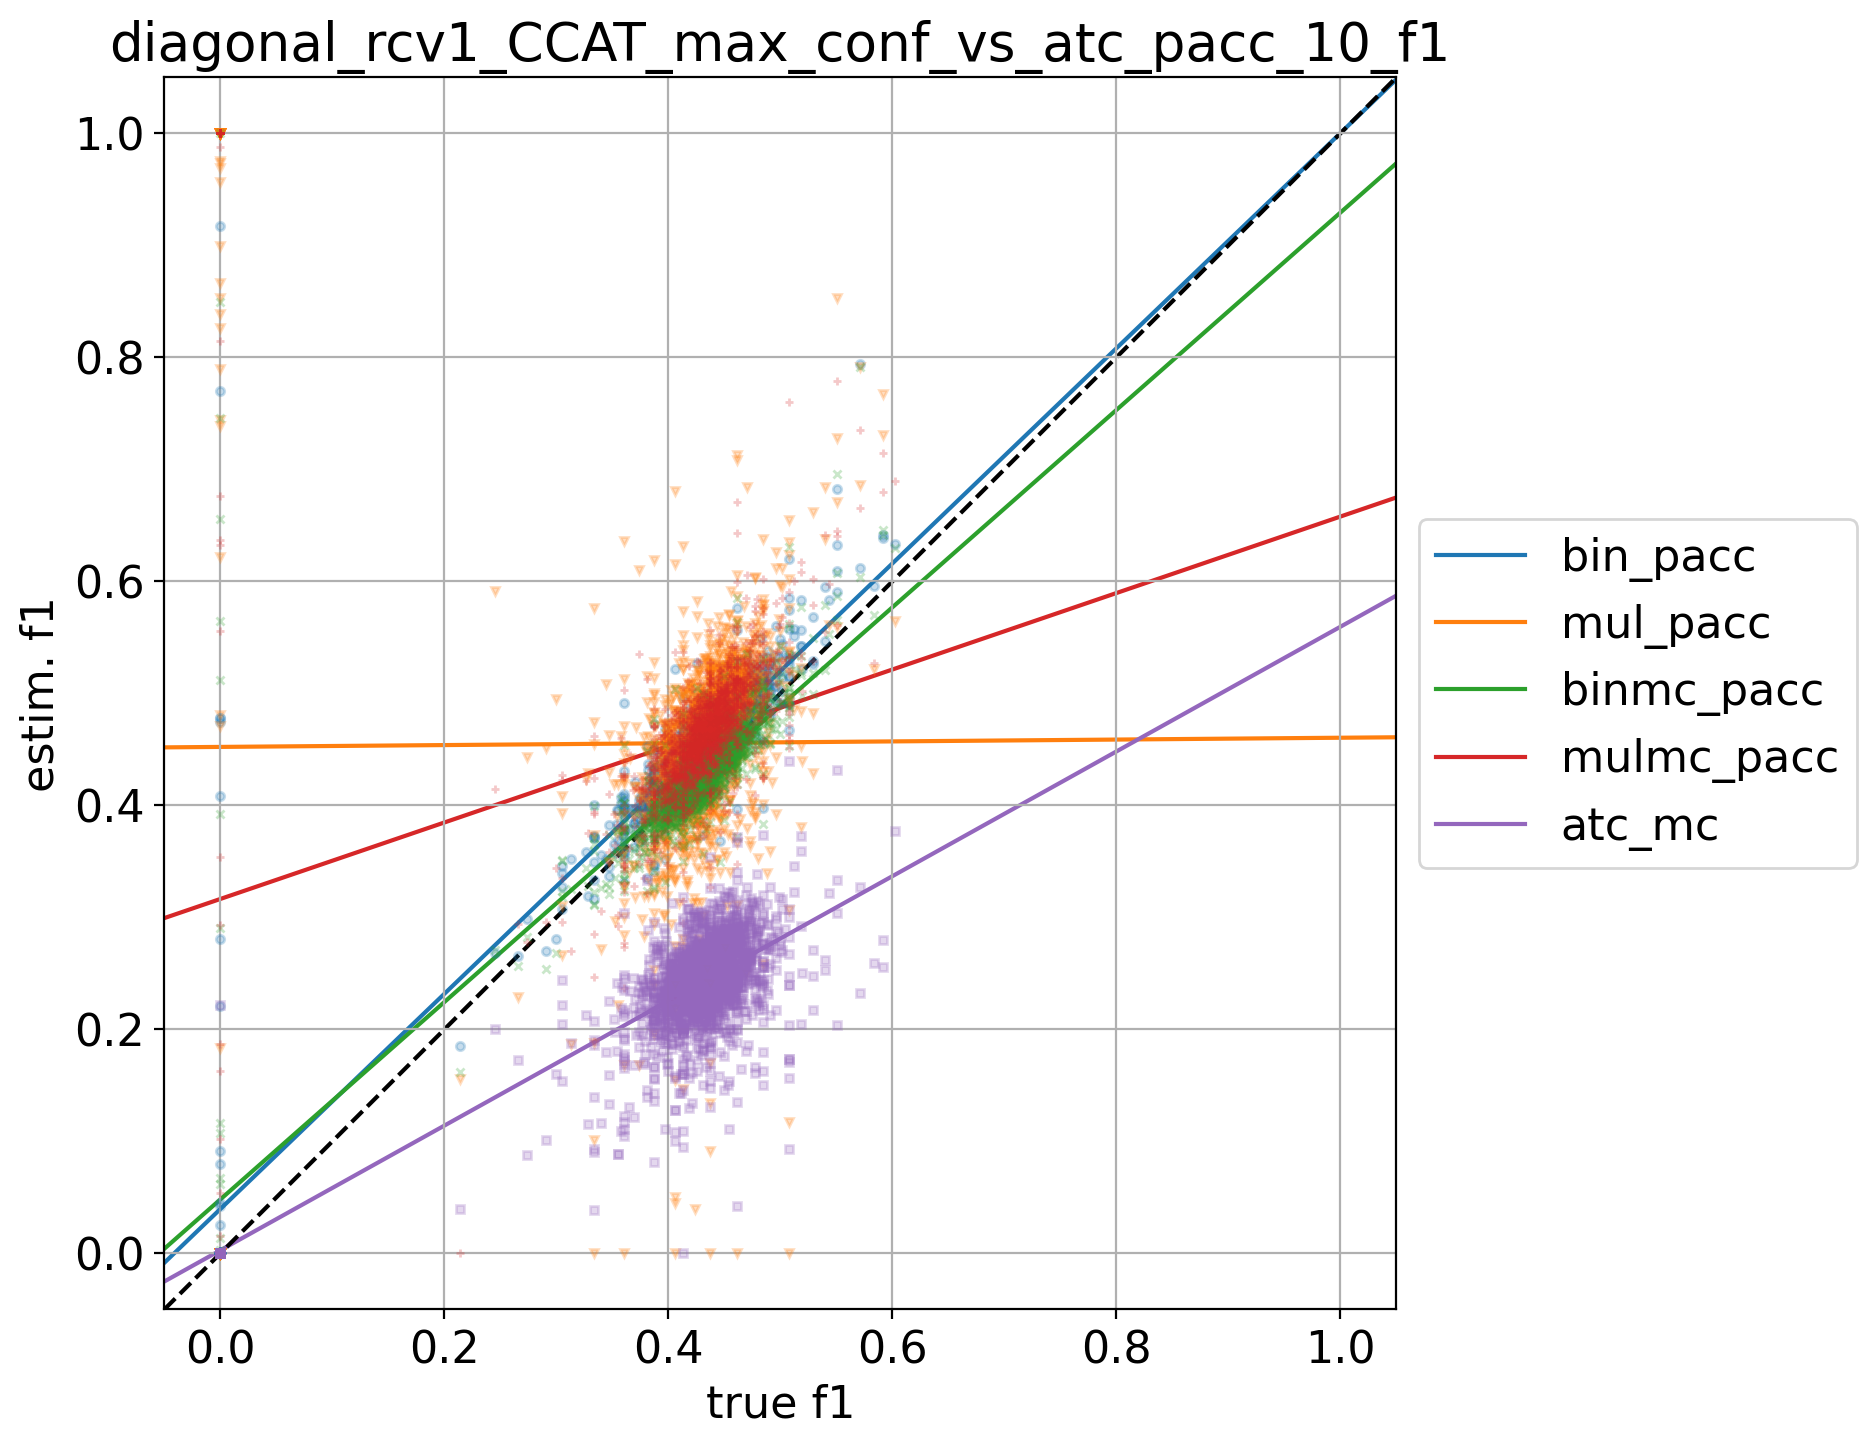 diagonal_rcv1_CCAT_max_conf_vs_atc_pacc_10_f1
1.0
0.8
0.6
0.4
0.2
0.0
estim. f1
0.0 0.2 0.4 0.6 0.8 1.0
true f1
bin_pacc
mul_pacc
binmc_pacc
mulmc_pacc
atc_mc